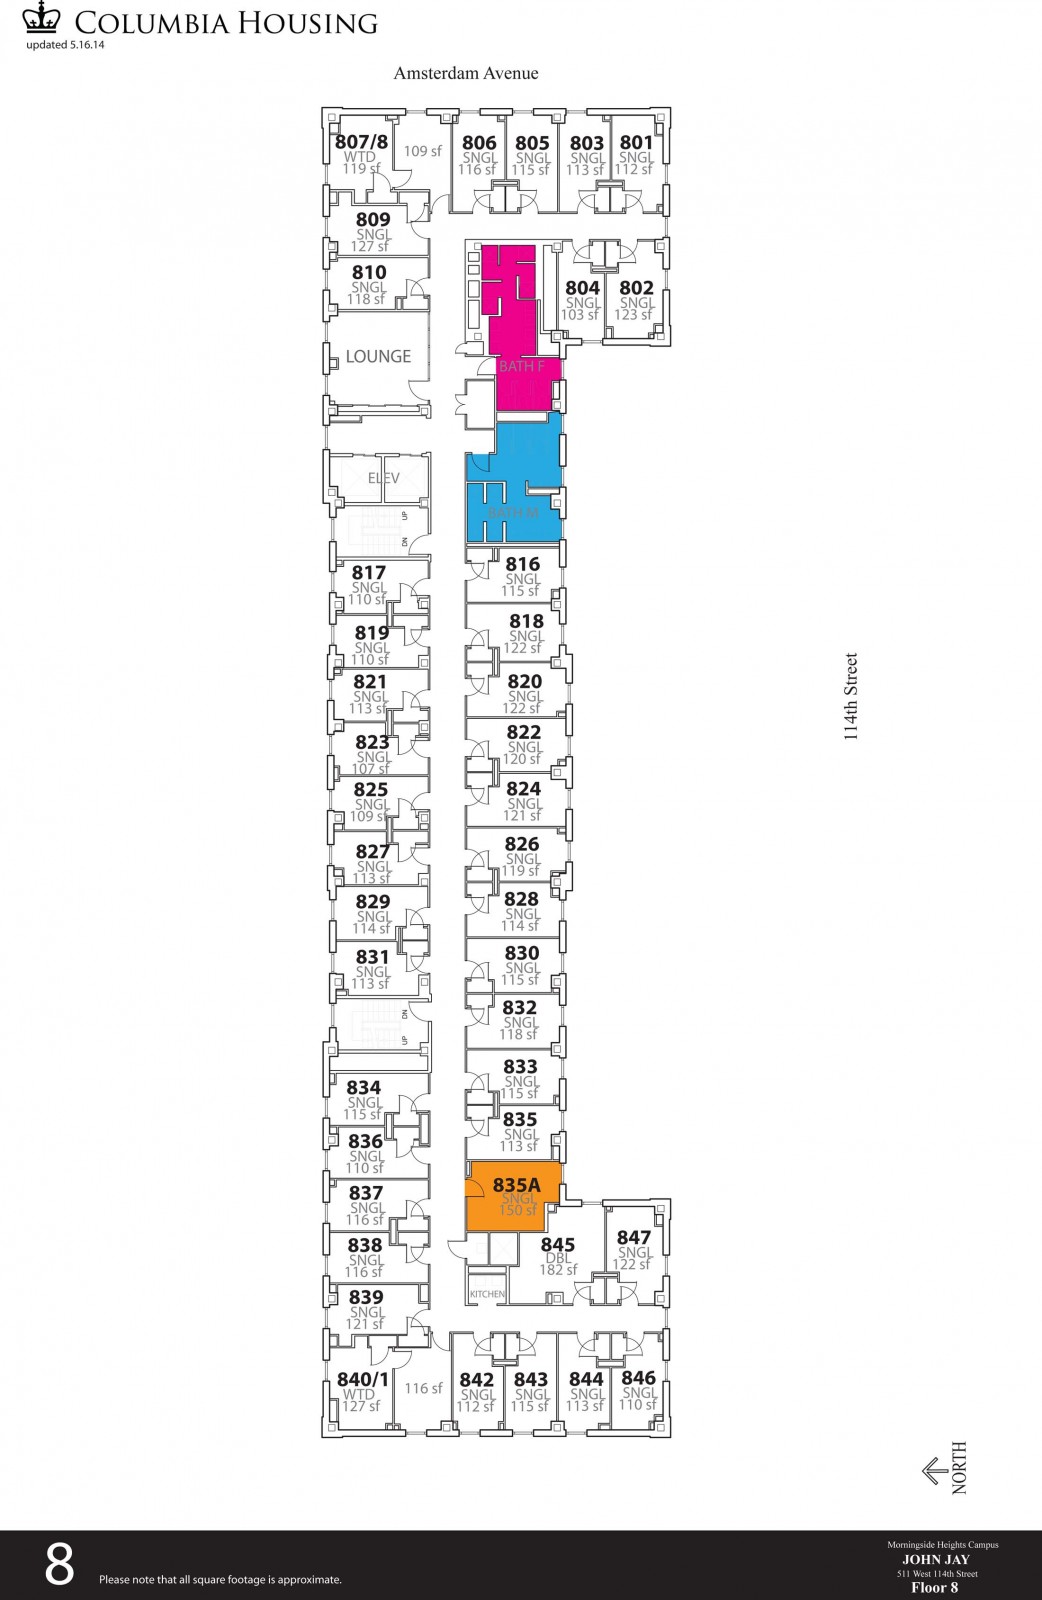 COLUMBIA HOUSING
updated 5.16.14
Amsterdam Avenue
807/8
WTD
119 sf
109 sf
806
SNGL
116 sf
805
SNGL
115 sf
803
SNGL
113 sf
801
SNGL
112 sf
809
SNGL
127 sf
810
SNGL
118 sf
804
SNGL
103 sf
802
SNGL
123 sf
LOUNGE
BATH F
ELEV
UP
DN
BATH M
817
SNGL
110 sf
816
SNGL
115 sf
819
SNGL
110 sf
818
SNGL
122 sf
821
SNGL
113 sf
820
SNGL
122 sf
114th Street
823
SNGL
107 sf
822
SNGL
120 sf
825
SNGL
109 sf
824
SNGL
121 sf
827
SNGL
113 sf
826
SNGL
119 sf
829
SNGL
114 sf
828
SNGL
114 sf
831
SNGL
113 sf
830
SNGL
115 sf
DN
UP
832
SNGL
118 sf
834
SNGL
115 sf
833
SNGL
115 sf
836
SNGL
110 sf
835
SNGL
113 sf
837
SNGL
116 sf
835A
SNGL
150 sf
838
SNGL
116 sf
845
DBL
182 sf
847
SNGL
122 sf
839
SNGL
121 sf
KITCHEN
840/1
WTD
127 sf
116 sf
842
SNGL
112 sf
843
SNGL
115 sf
844
SNGL
113 sf
846
SNGL
110 sf
NORTH
8
Please note that all square footage is approximate.
Morningside Heights Campus
JOHN JAY
511 West 114th Street
Floor 8